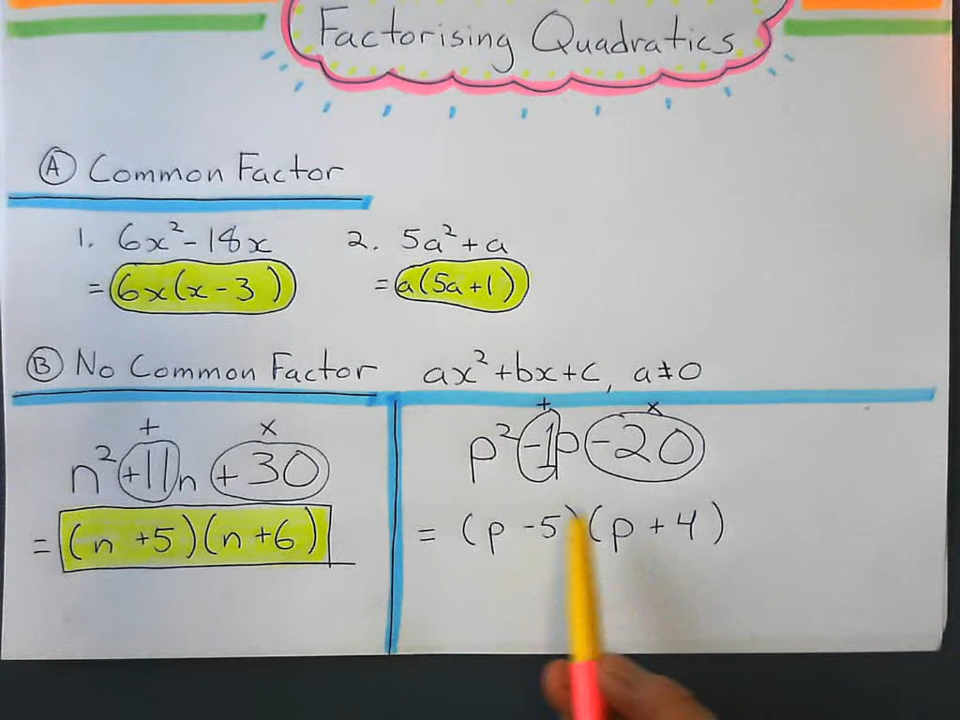 Factorising Quadratics
Ⓐ Common Factor
1. 6x² - 18x
= 6x(x - 3)
2. 5a² + a
= a(5a + 1)
Ⓑ No Common Factor ax² + bx + c, a ≠ 0
+ ×
n² + 11n + 30
= (n + 5)(n + 6)
+ ×
p² - 1p - 20
= (p - 5)(p + 4)